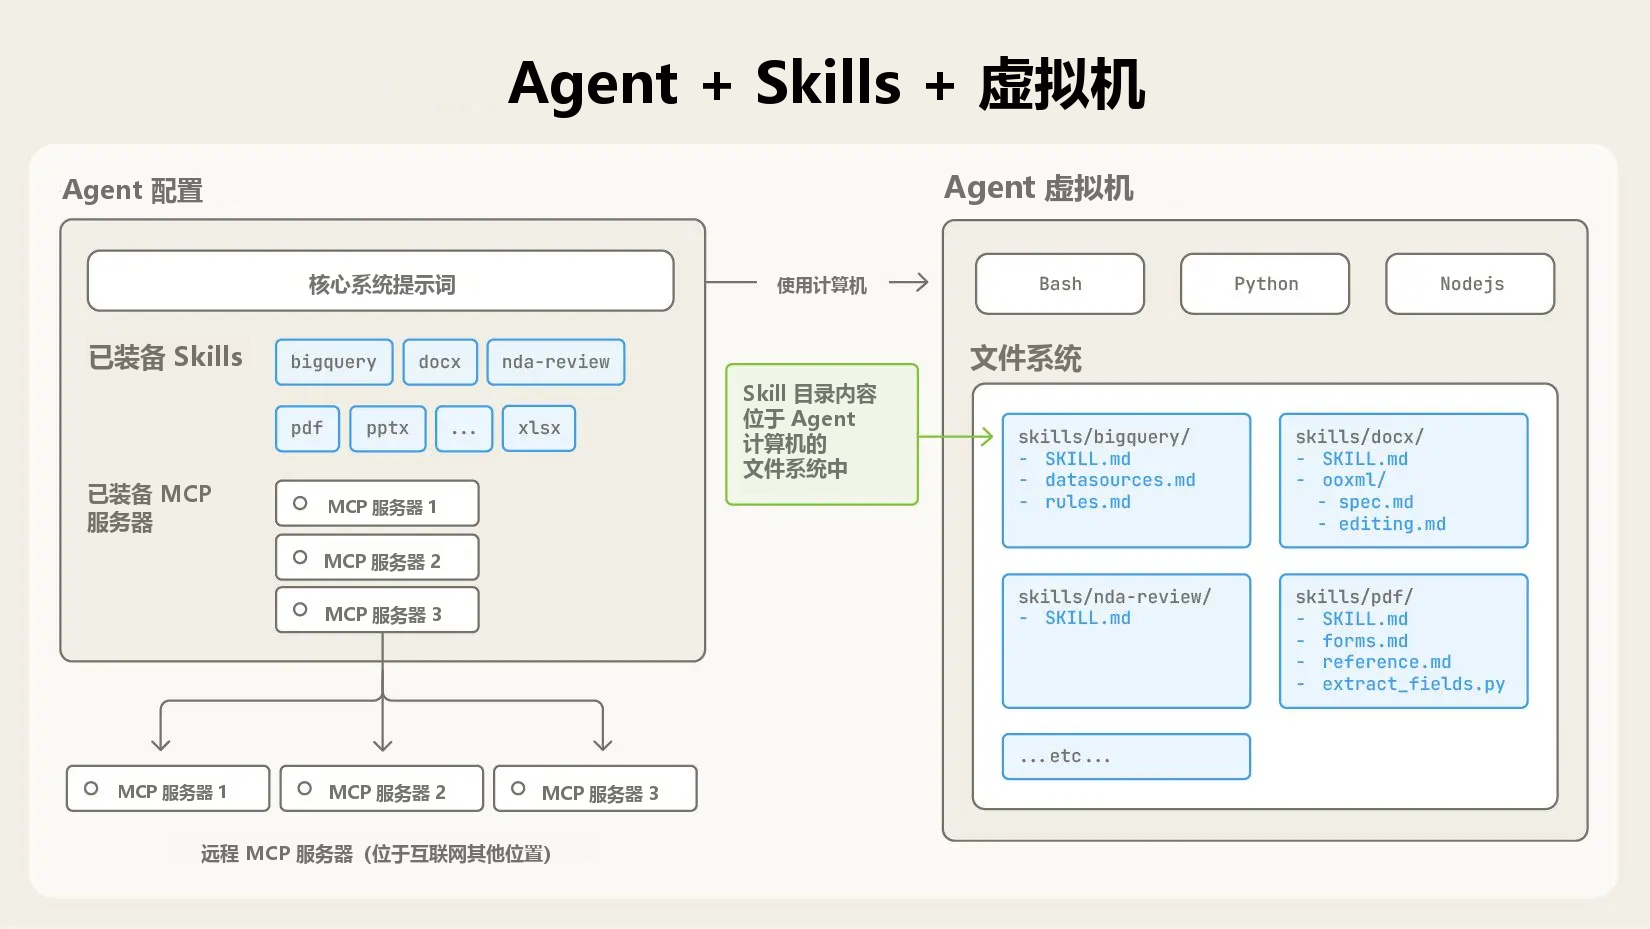 Agent + Skills + 虚拟机
Agent 配置
核心系统提示词
已装备 Skills
bigquery
docx
nda-review
pdf
pptx
...
xlsx
已装备 MCP
服务器
MCP 服务器 1
MCP 服务器 2
MCP 服务器 3
MCP 服务器 1
MCP 服务器 2
MCP 服务器 3
远程 MCP 服务器（位于互联网其他位置）
使用计算机
Skill 目录内容
位于 Agent
计算机的
文件系统中
Agent 虚拟机
Bash
Python
Nodejs
文件系统
skills/bigquery/
- SKILL.md
- datasources.md
- rules.md
skills/docx/
- SKILL.md
- ooxml/
- spec.md
- editing.md
skills/nda-review/
- SKILL.md
skills/pdf/
- SKILL.md
- forms.md
- reference.md
- extract_fields.py
...etc...